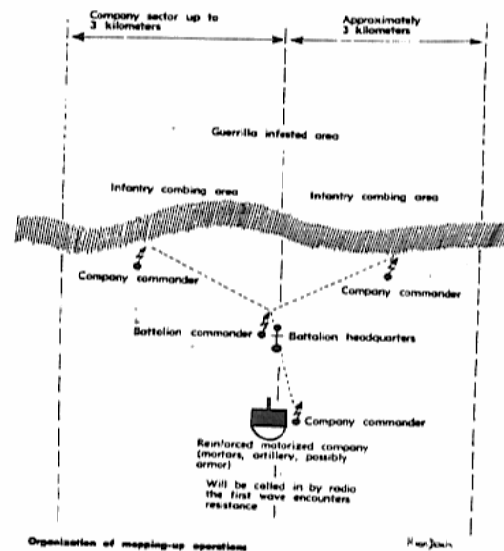 Company sector up to
3 kilometers
Approximately
3 kilometers
Guerrilla infested area
Infantry combing area
Infantry combing area
Company commander
Company commander
Battalion commander
Battalion headquarters
Company commander
Reinforced motorized company
(mortars, artillery, possibly
armor)
Will be called in by radio
the first wave encounters
resistance
Organization of mopping-up operations